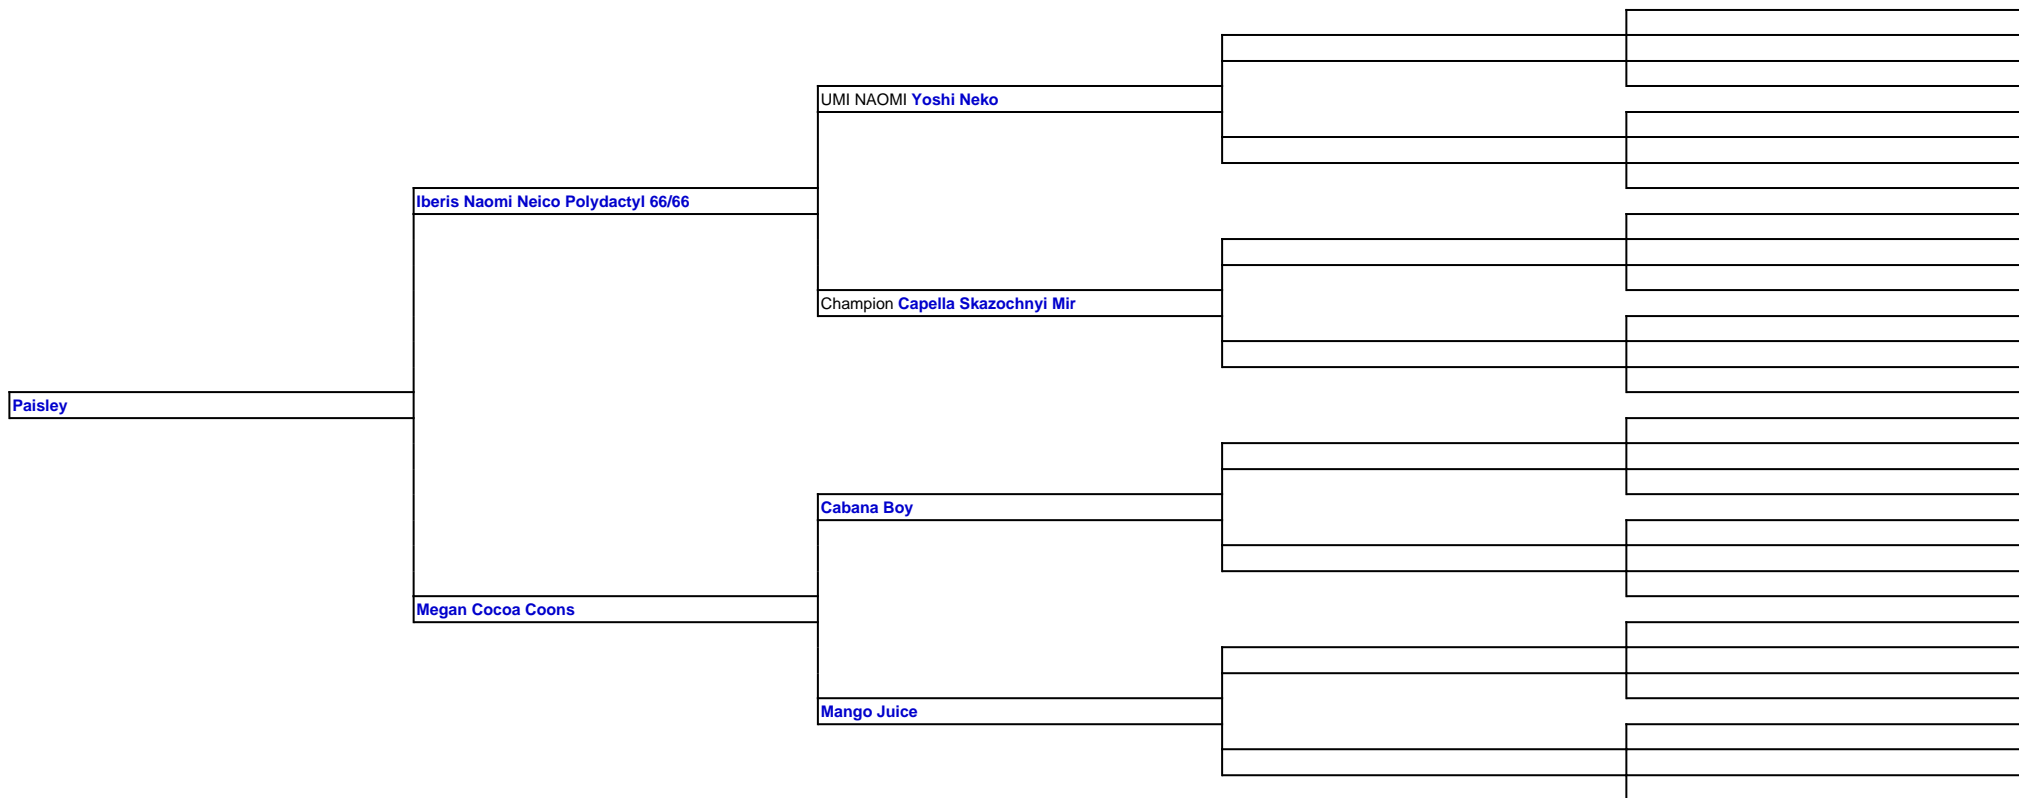 UMI NAOMI Yoshi Neko
Iberis Naomi Neico Polydactyl 66/66
Champion Capella Skazochnyi Mir
Paisley
Cabana Boy
Megan Cocoa Coons
Mango Juice